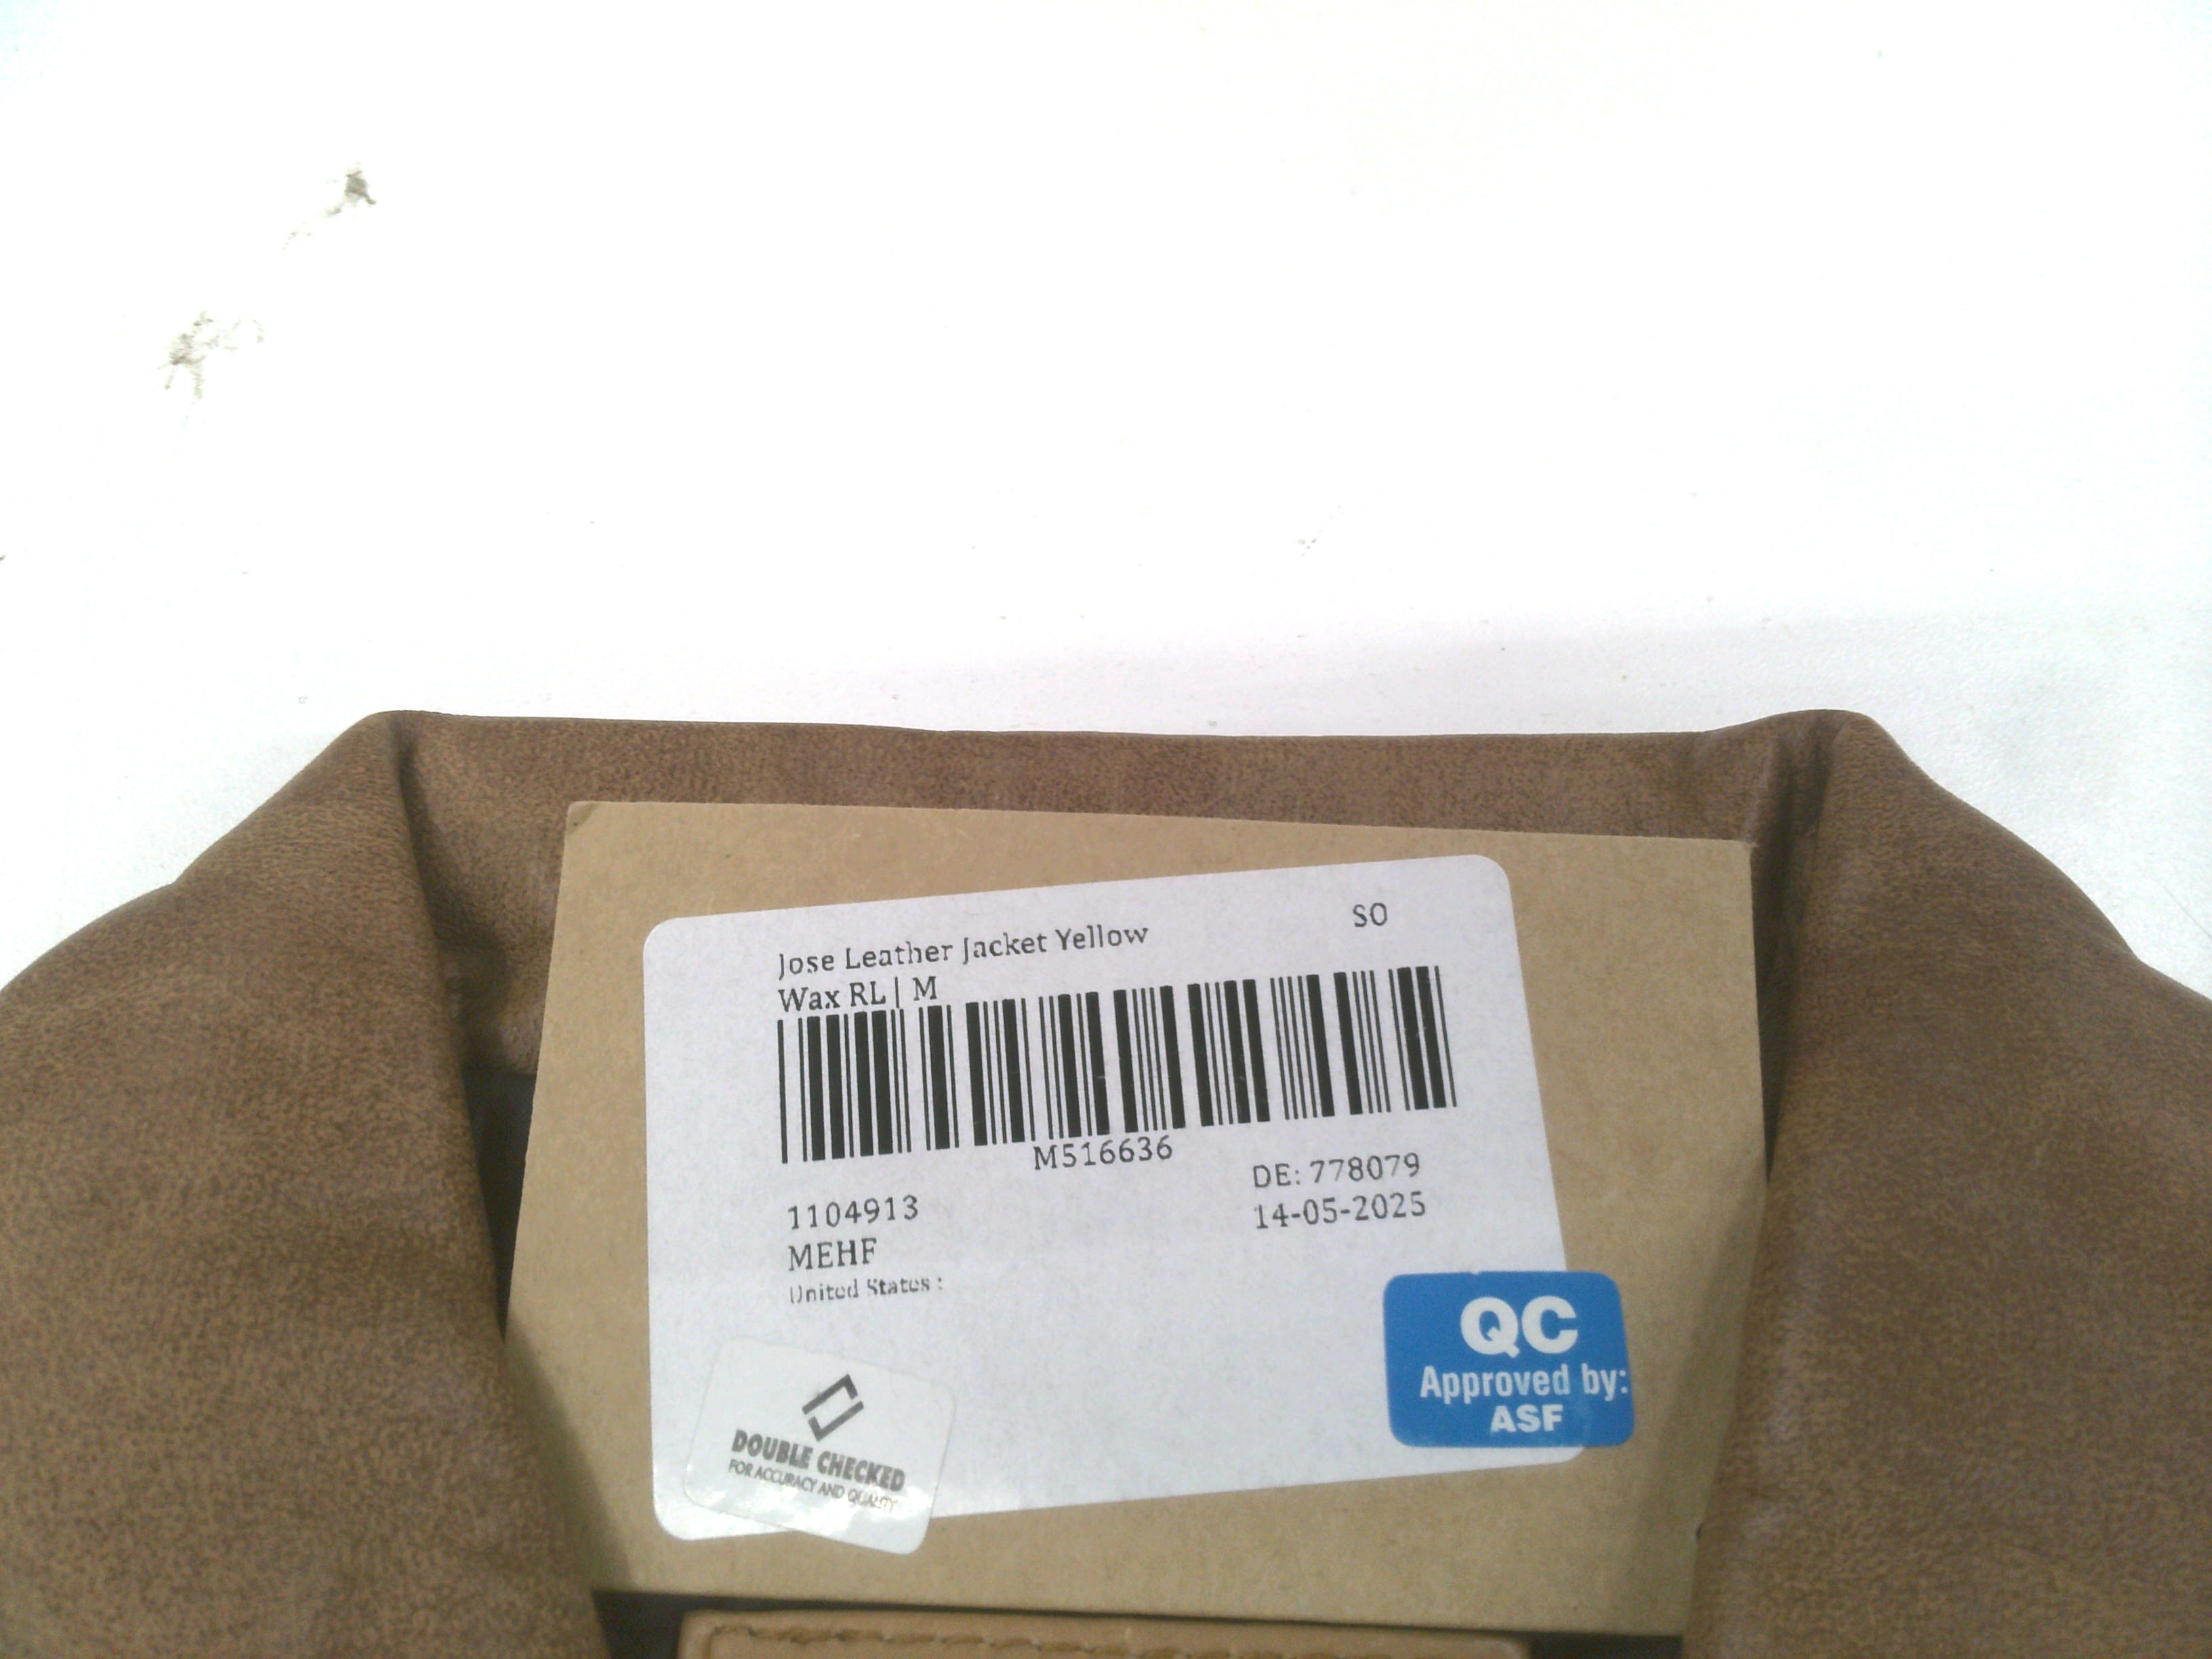 Jose Leather Jacket Yellow
SO
Wax RL | M
M516636
DE: 778079
1104913
14-05-2025
MEHF
United States :
QC
Approved by:
ASF
DOUBLE CHECKED
FOR ACCURACY AND QUALITY